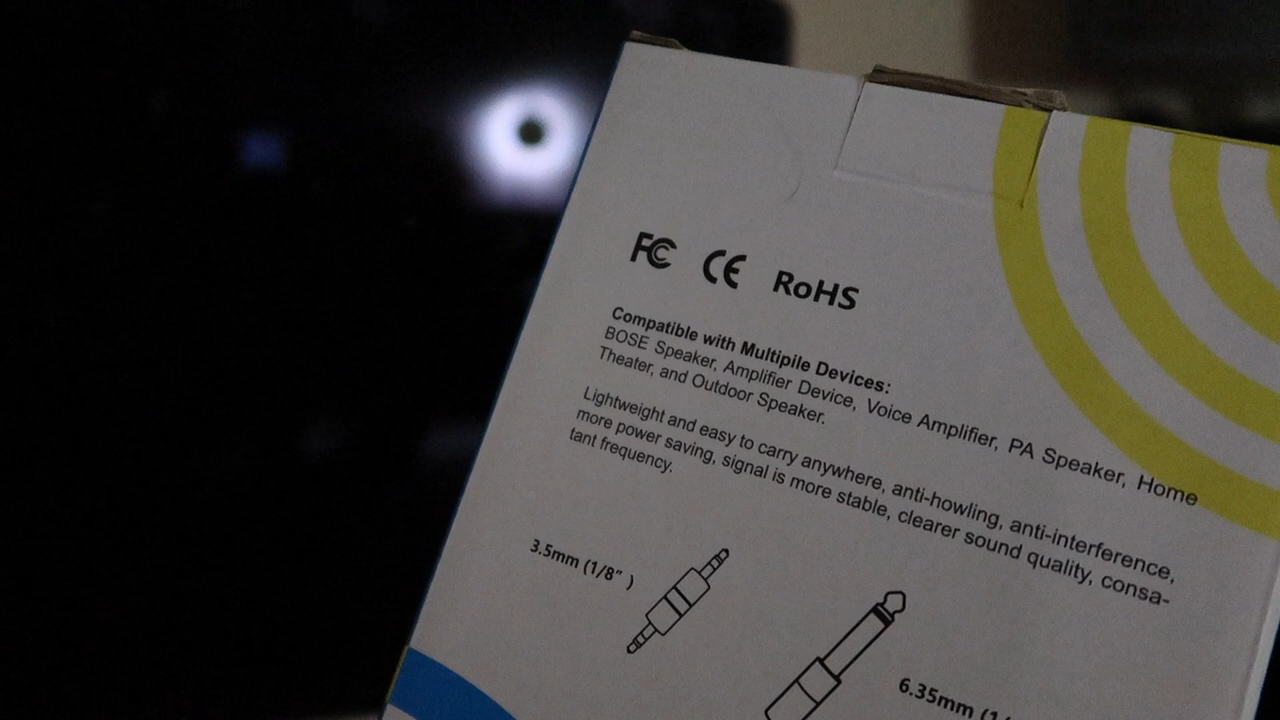 FC CE RoHS
Compatible with Multipile Devices:
BOSE Speaker, Amplifier Device, Voice Amplifier, PA Speaker, Home
Theater, and Outdoor Speaker.
Lightweight and easy to carry anywhere, anti-howling, anti-interference,
more power saving, signal is more stable, clearer sound quality, consa-
tant frequency.
3.5mm (1/8” )
6.35mm (1/